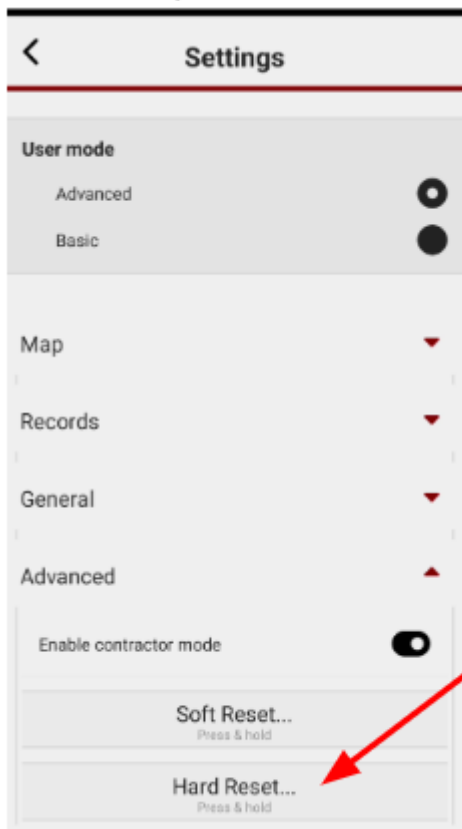 Settings
User mode
Advanced
Basic
Map
Records
General
Advanced
Enable contractor mode
Soft Reset...
Press & hold
Hard Reset...
Press & hold